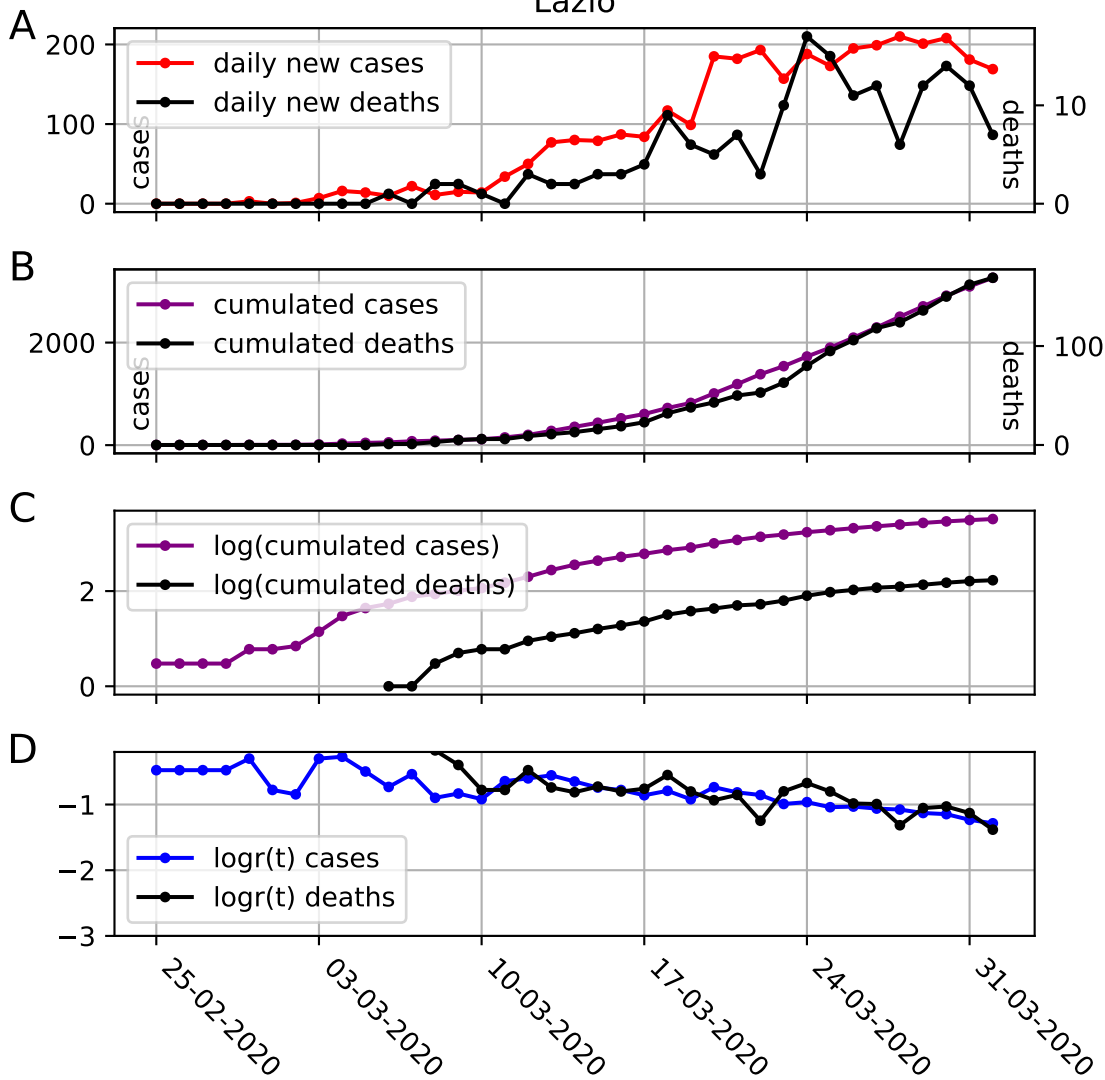 Lazio
A
200
100
0
cases
daily new cases
daily new deaths
10
0
deaths
B
2000
0
cases
cumulated cases
cumulated deaths
100
0
deaths
C
2
0
log(cumulated cases)
log(cumulated deaths)
D
−1
−2
−3
logr(t) cases
logr(t) deaths
25-02-2020
03-03-2020
10-03-2020
17-03-2020
24-03-2020
31-03-2020